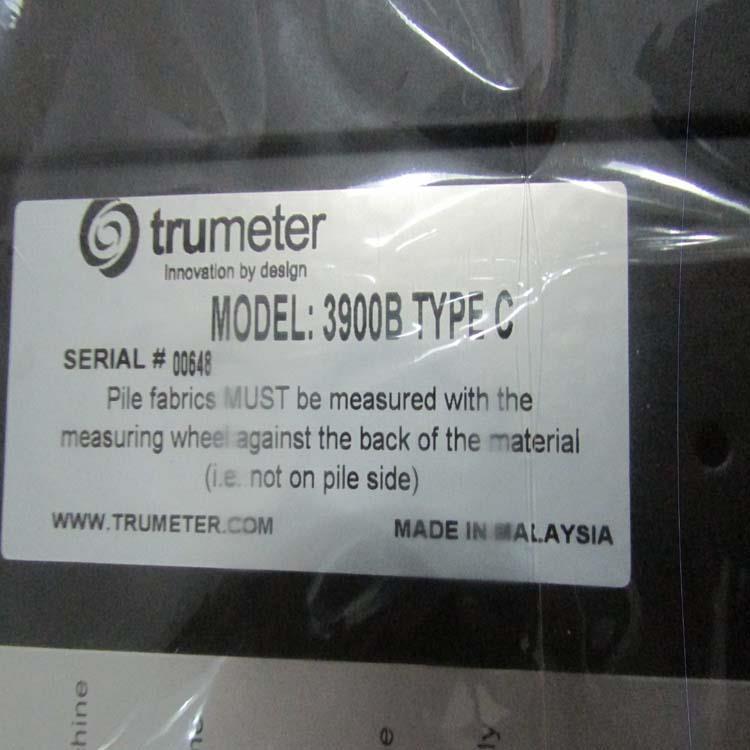 trumeter
Innovation by design
MODEL: 3900B TYPE C
SERIAL # 00648
Pile fabrics MUST be measured with the
measuring wheel against the back of the material
(i.e. not on pile side)
WWW.TRUMETER.COM
MADE IN MALAYSIA